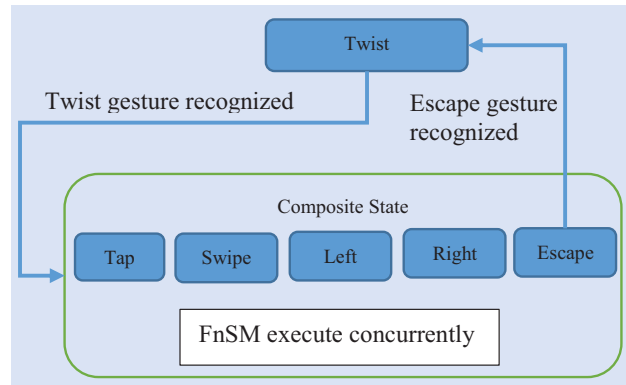 Twist
Twist gesture recognized
Escape gesture
recognized
Composite State
Tap
Swipe
Left
Right
Escape
FnSM execute concurrently